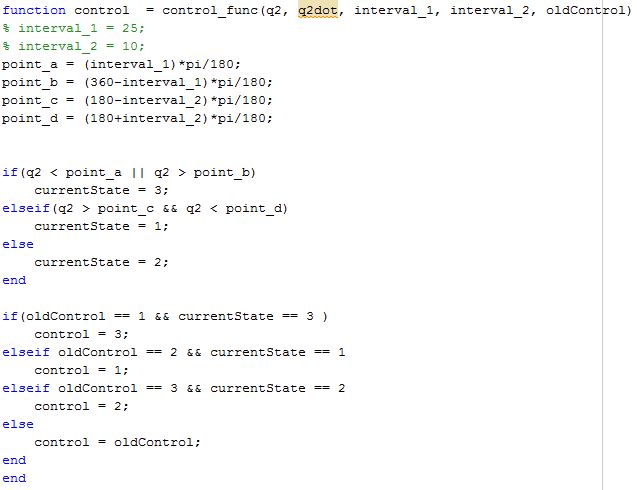 function control  = control_func(q2, q2dot, interval_1, interval_2, oldControl)
% interval_1 = 25;
% interval_2 = 10;
point_a = (interval_1)*pi/180;
point_b = (360-interval_1)*pi/180;
point_c = (180-interval_2)*pi/180;
point_d = (180+interval_2)*pi/180;
if(q2 < point_a || q2 > point_b)
    currentState = 3;
elseif(q2 > point_c && q2 < point_d)
    currentState = 1;
else
    currentState = 2;
end
if(oldControl == 1 && currentState == 3 )
    control = 3;
elseif oldControl == 2 && currentState == 1
    control = 1;
elseif oldControl == 3 && currentState == 2
    control = 2;
else
    control = oldControl;
end
end